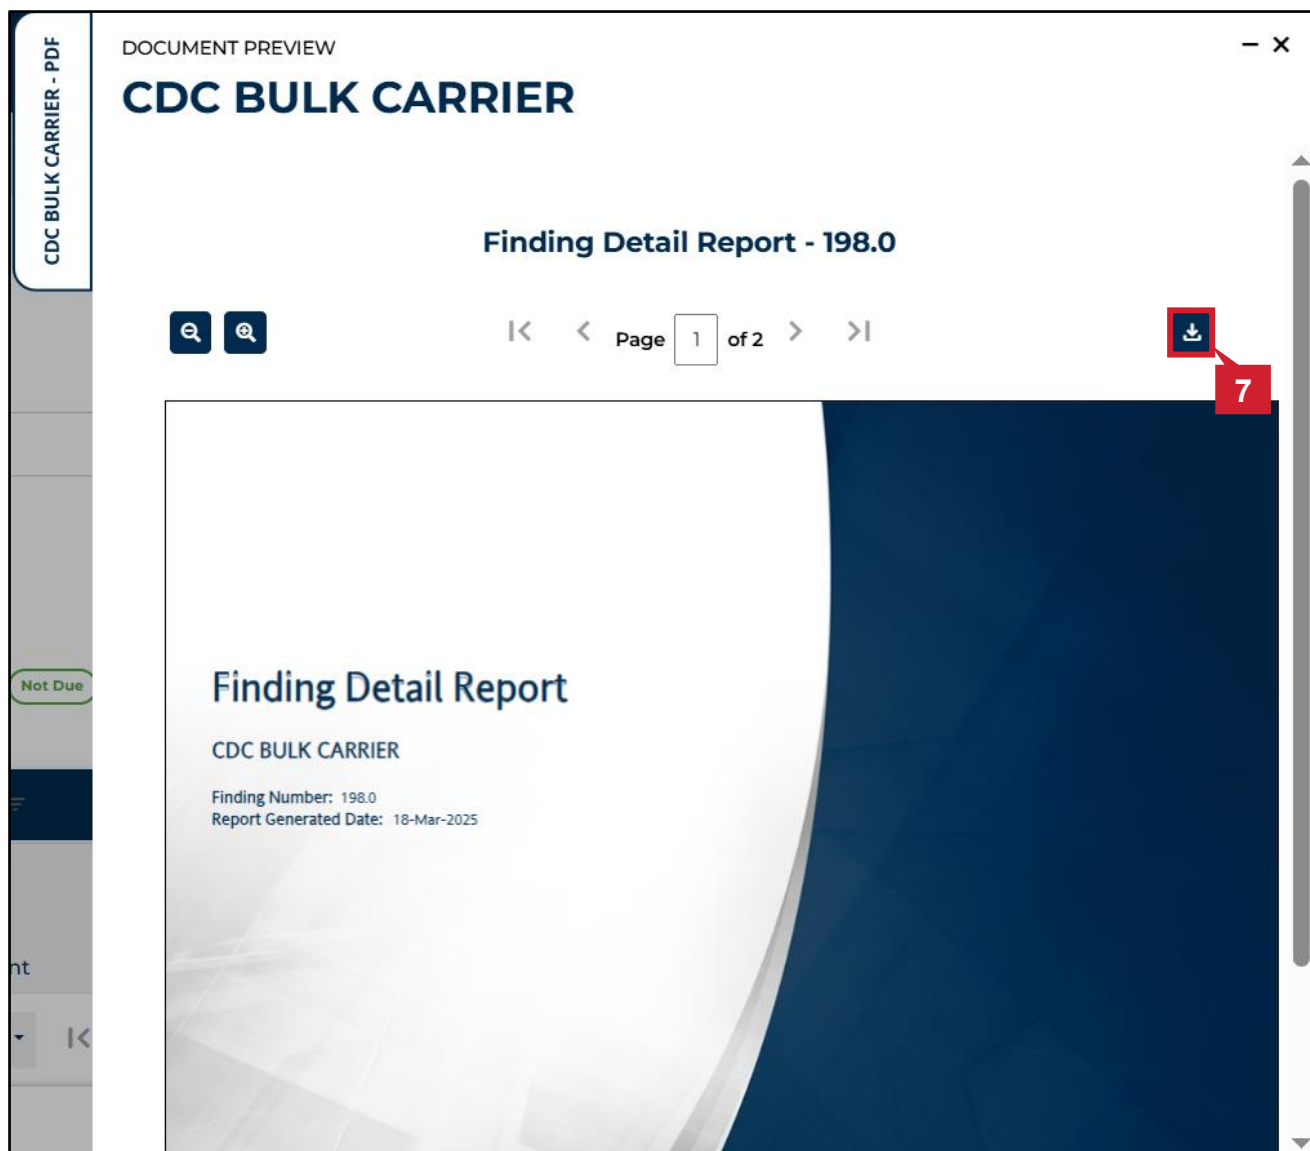 CDC BULK CARRIER - PDF
DOCUMENT PREVIEW
CDC BULK CARRIER
Finding Detail Report - 198.0
Page 1 of 2
7
Finding Detail Report
CDC BULK CARRIER
Finding Number: 198.0
Report Generated Date: 18-Mar-2025
Not Due
nt